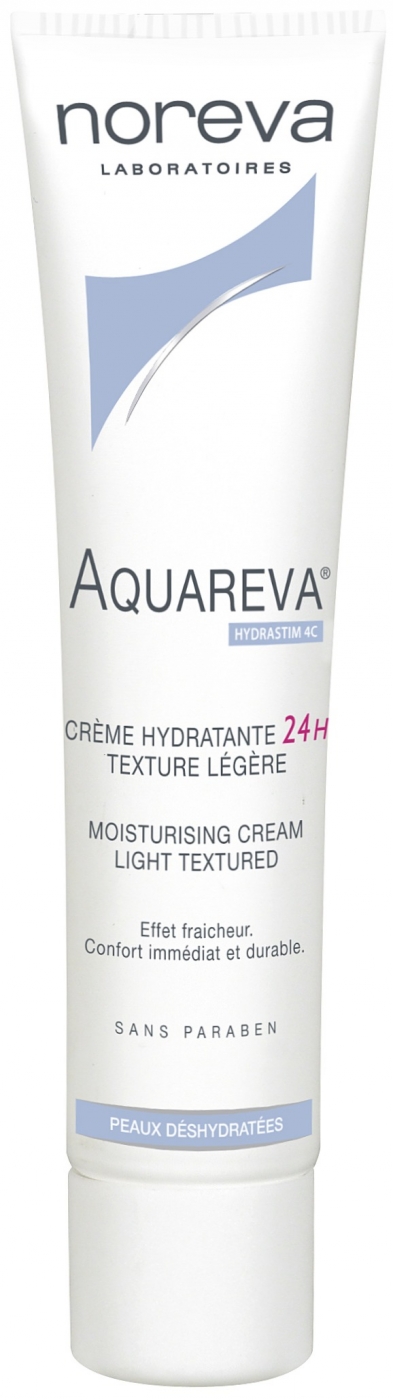 noreva
LABORATOIRES
AQUAREVA®
HYDRASTIM 4C
CRÈME HYDRATANTE 24H
TEXTURE LÉGÈRE
MOISTURISING CREAM
LIGHT TEXTURED
Effet fraicheur.
Confort immédiat et durable.
SANS PARABEN
PEAUX DÉSHYDRATÉES